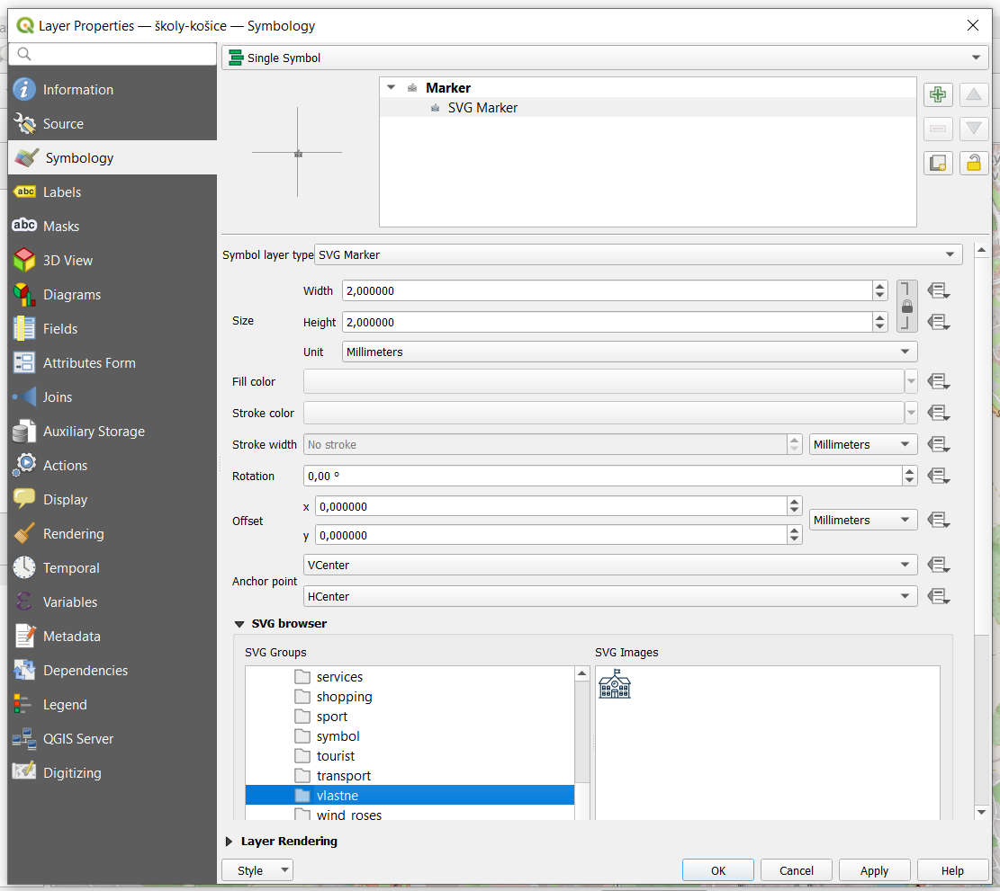 Layer Properties — školy-košice — Symbology
Single Symbol
Information
Source
Symbology
abc Labels
abc Masks
3D View
Diagrams
Fields
Attributes Form
Joins
Auxiliary Storage
Actions
Display
Rendering
Temporal
Variables
Metadata
Dependencies
Legend
QGIS Server
Digitizing
Marker
SVG Marker
Symbol layer type SVG Marker
Size
Width 2,000000
Height 2,000000
Unit Millimeters
Fill color
Stroke color
Stroke width No stroke Millimeters
Rotation 0,00 °
Offset
x 0,000000
y 0,000000
Millimeters
Anchor point
VCenter
HCenter
SVG browser
SVG Groups
services
shopping
sport
symbol
tourist
transport
vlastne
wind_roses
SVG Images
Layer Rendering
Style OK Cancel Apply Help